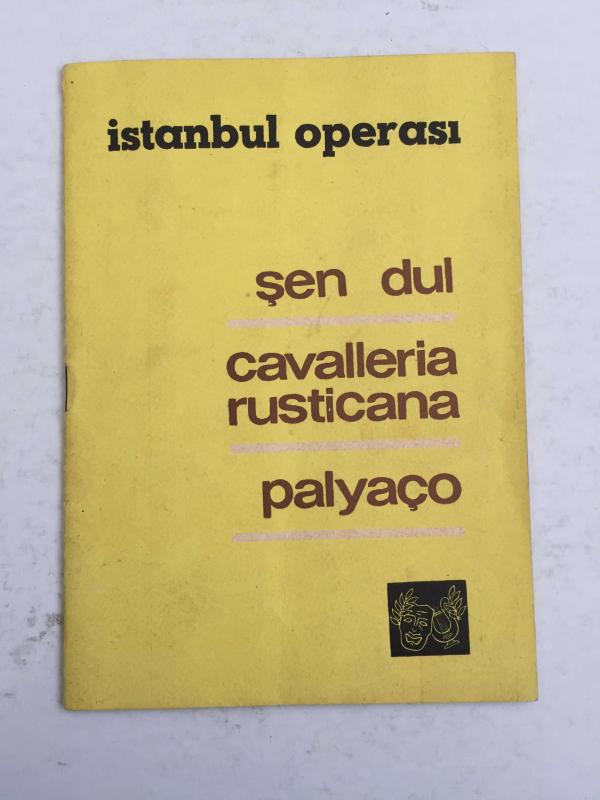 istanbul operası
şen dul
cavalleria
rusticana
palyaço